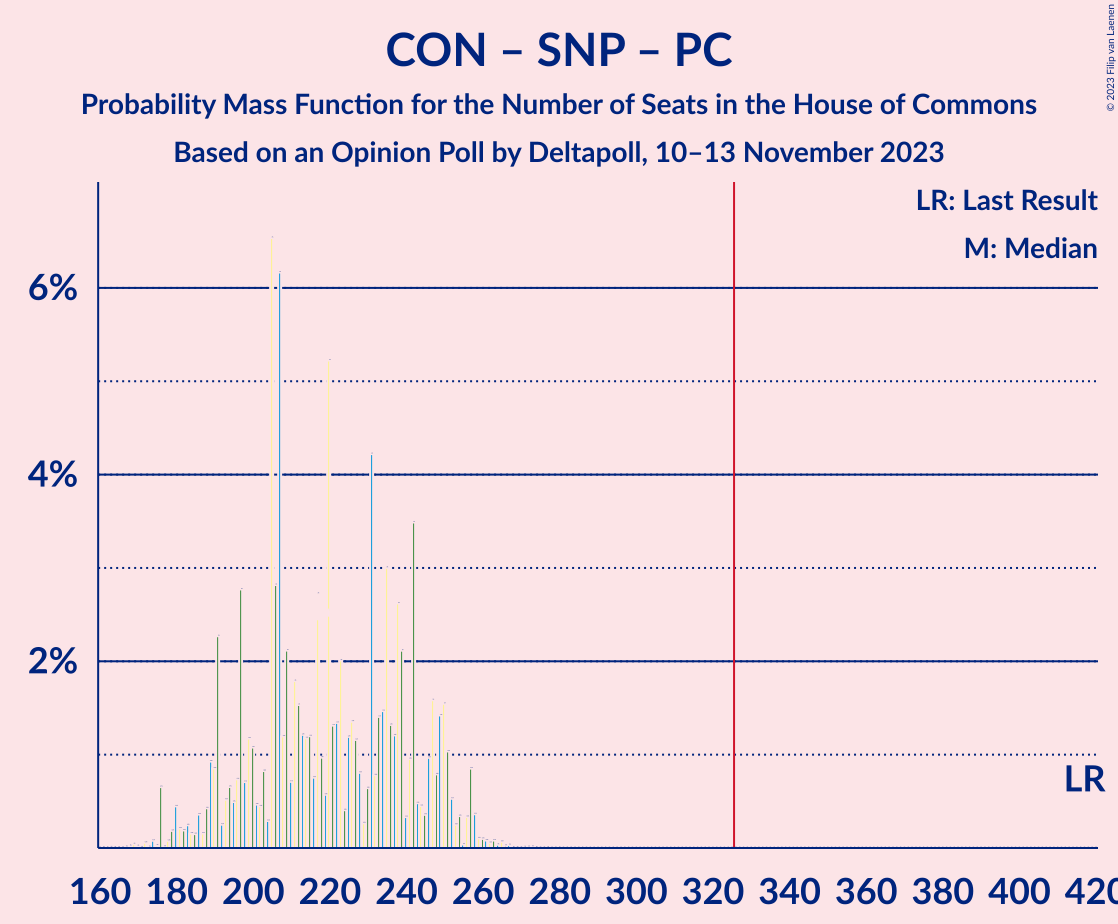 CON – SNP – PC
Probability Mass Function for the Number of Seats in the House of Commons
Based on an Opinion Poll by Deltapoll, 10–13 November 2023
© 2023 Filip van Laenen
LR: Last Result
M: Median
6%
4%
2%
LR
160 180 200 220 240 260 280 300 320 340 360 380 400 420